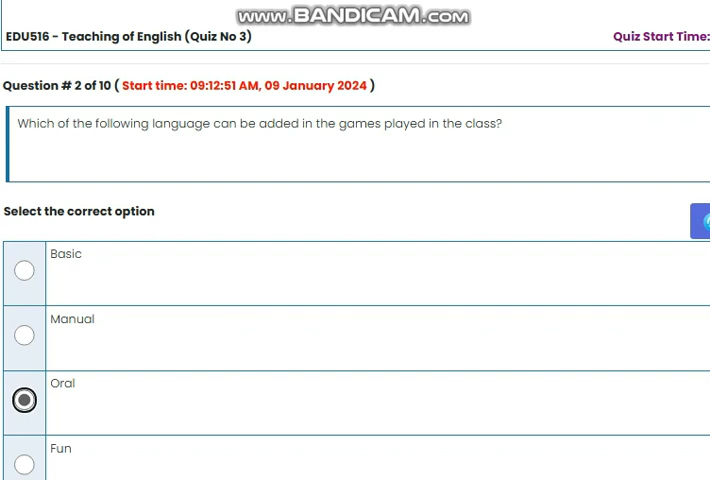 www.BANDICAM.com
EDU516 - Teaching of English (Quiz No 3) Quiz Start Time:
Question # 2 of 10 ( Start time: 09:12:51 AM, 09 January 2024 )
Which of the following language can be added in the games played in the class?
Select the correct option
Basic
Manual
Oral
Fun